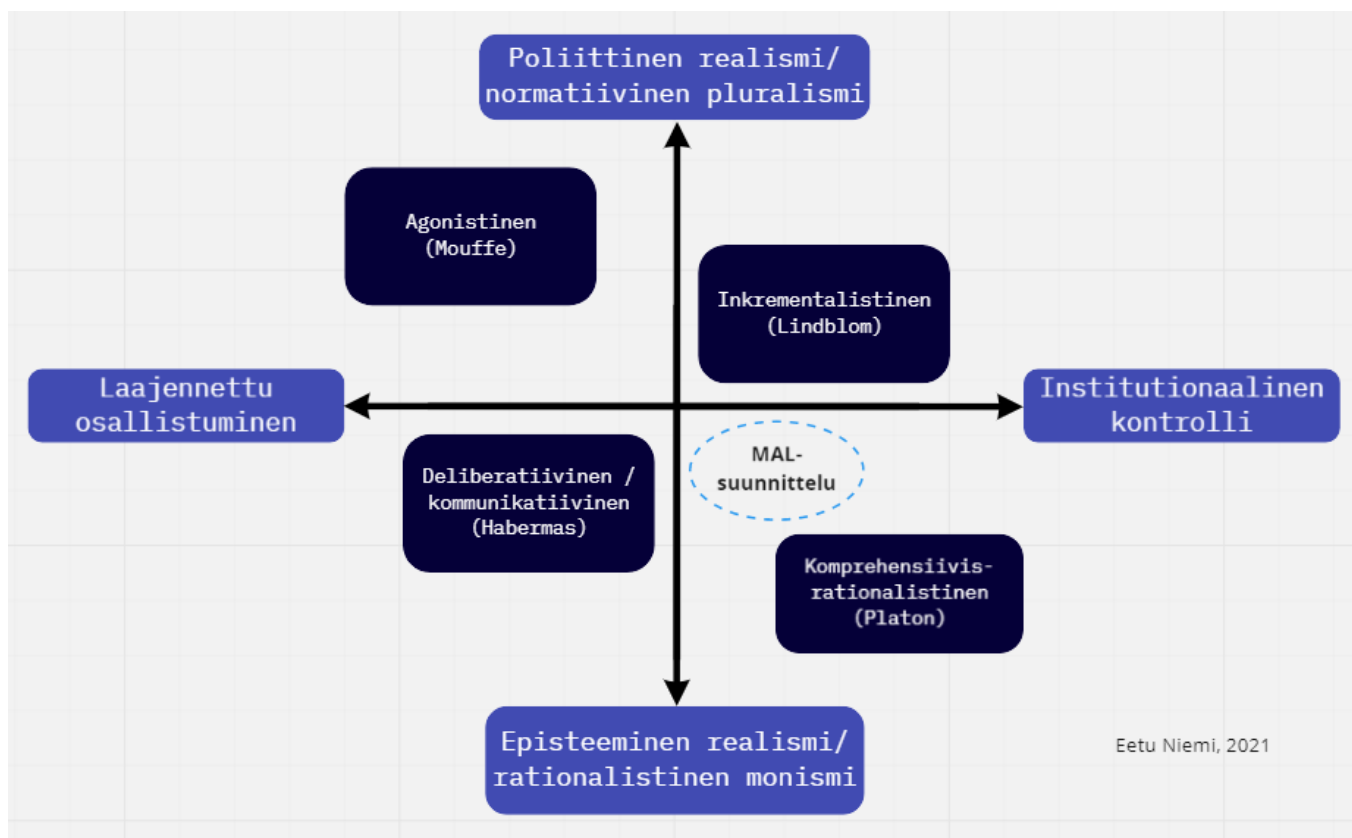 Poliittinen realismi/
normatiivinen pluralismi
Agonistinen
(Mouffe)
Inkrementalistinen
(Lindblom)
Laajennettu
osallistuminen
Institutionaalinen
kontrolli
Deliberatiivinen /
kommunikatiivinen
(Habermas)
MAL-
suunnittelu
Komprehensiivis-
rationalistinen
(Platon)
Episteeminen realismi/
rationalistinen monismi
Eetu Niemi, 2021